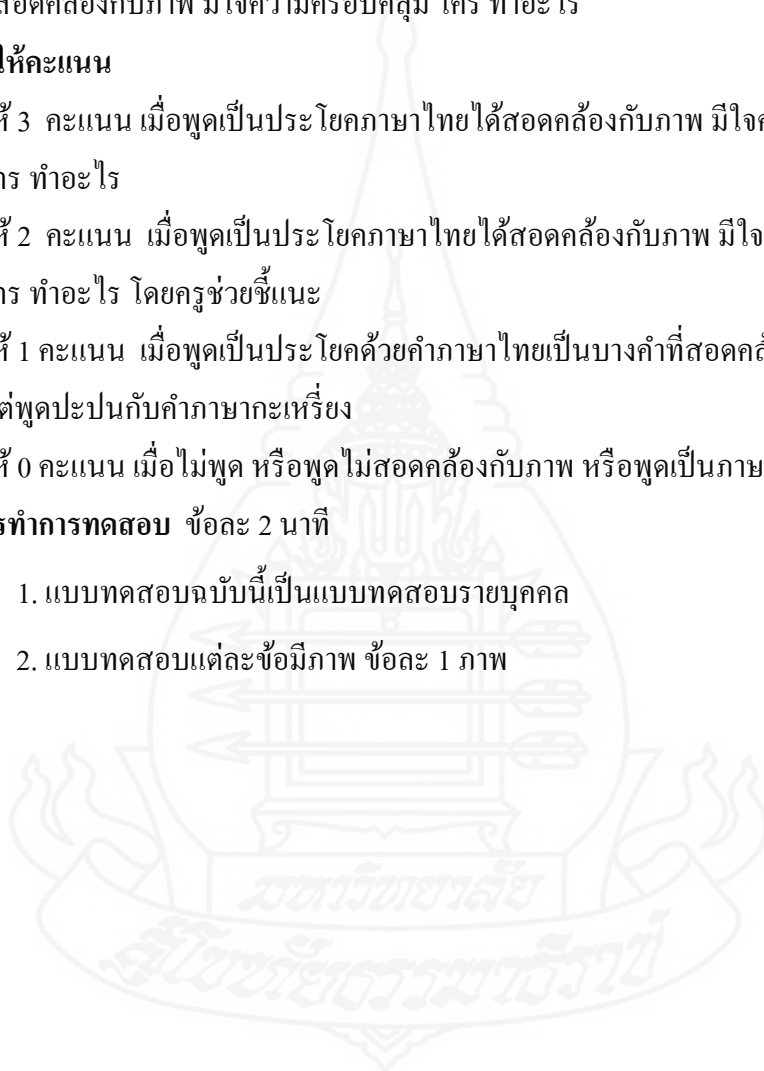 สอดคล้องกับภาพ มีใจความครอบคลุม ใคร ทำอะไร
ให้คะแนน
3 คะแนน เมื่อพูดเป็นประโยคภาษาไทยได้สอดคล้องกับภาพ มีใจ
ทำอะไร
2 คะแนน เมื่อพูดเป็นประโยคภาษาไทยได้สอดคล้องกับภาพ มีใจ
ทำอะไร โดยครูช่วยชี้แนะ
1 คะแนน เมื่อพูดเป็นประโยคด้วยคำภาษาไทยเป็นบางคำที่
พูดปะปนกับคำภาษากะเหรี่ยง
0 คะแนน เมื่อไม่พูด หรือพูดไม่สอดคล้องกับภาพ หรือพูดเป็น
ทำการทดสอบ ข้อละ 2 นาที
1. แบบทดสอบฉบับนี้เป็นแบบทดสอบรายบุคคล
2. แบบทดสอบแต่ละข้อมีภาพ ข้อละ 1 ภาพ
มหาวิทยาลัย
สุโขทัยธรรมาธิราช